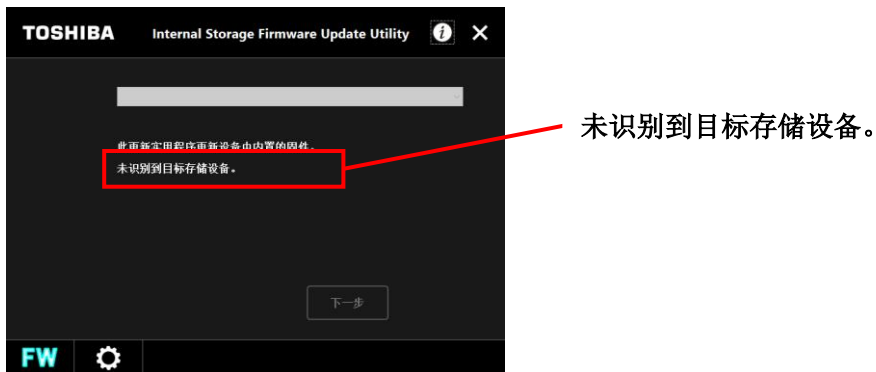 TOSHIBA Internal Storage Firmware Update Utility
此更新实用程序更新设备中内置的固件。
未识别到目标存储设备。
未识别到目标存储设备。
下一步
FW